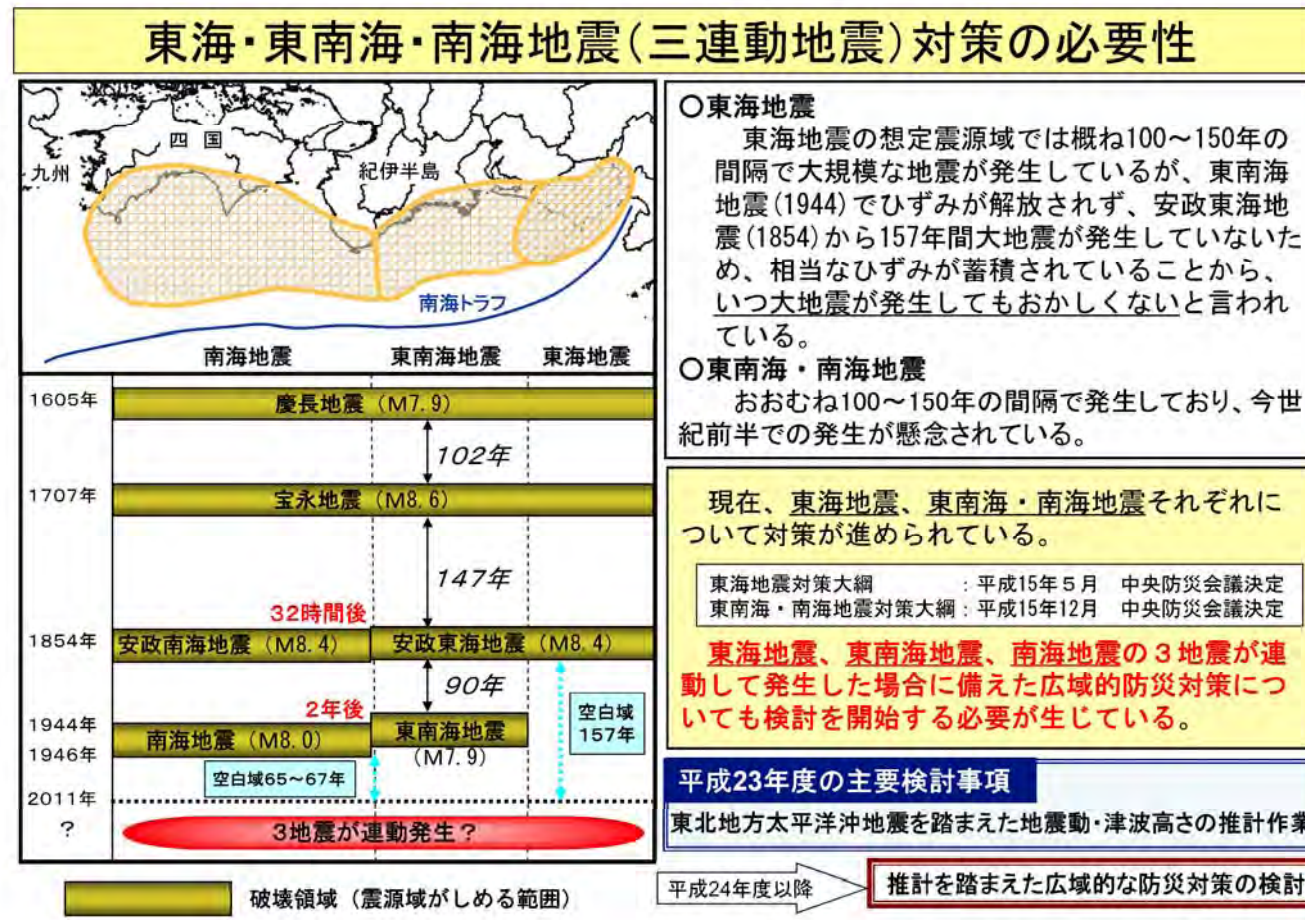 東海・東南海・南海地震(三連動地震)対策の必要性
四 国
九州
紀伊半島
南海トラフ
南海地震
東南海地震
東海地震
1605年
慶長地震（M7.9）
102年
1707年
宝永地震（M8.6）
147年
32時間後
1854年
安政南海地震（M8.4）
安政東海地震（M8.4）
90年
2年後
空白域
157年
1944年
1946年
南海地震（M8.0）
東南海地震
(M7.9)
空白域65～67年
2011年
?
3地震が連動発生？
破壊領域（震源域がしめる範囲）
○東海地震
東海地震の想定震源域では概ね100～150年の
間隔で大規模な地震が発生しているが、東南海
地震(1944)でひずみが解放されず、安政東海地
震(1854)から157年間大地震が発生していないた
め、相当なひずみが蓄積されていることから、
いつ大地震が発生してもおかしくないと言われ
ている。
○東南海・南海地震
おおむね100～150年の間隔で発生しており、今世
紀前半での発生が懸念されている。
現在、東海地震、東南海・南海地震それぞれに
ついて対策が進められている。
東海地震対策大綱 ：平成15年５月 中央防災会議決定
東南海・南海地震対策大綱：平成15年12月 中央防災会議決定
東海地震、東南海地震、南海地震の３地震が連
動して発生した場合に備えた広域的防災対策につ
いても検討を開始する必要が生じている。
平成23年度の主要検討事項
東北地方太平洋沖地震を踏まえた地震動・津波高さの推計作業
平成24年度以降
推計を踏まえた広域的な防災対策の検討